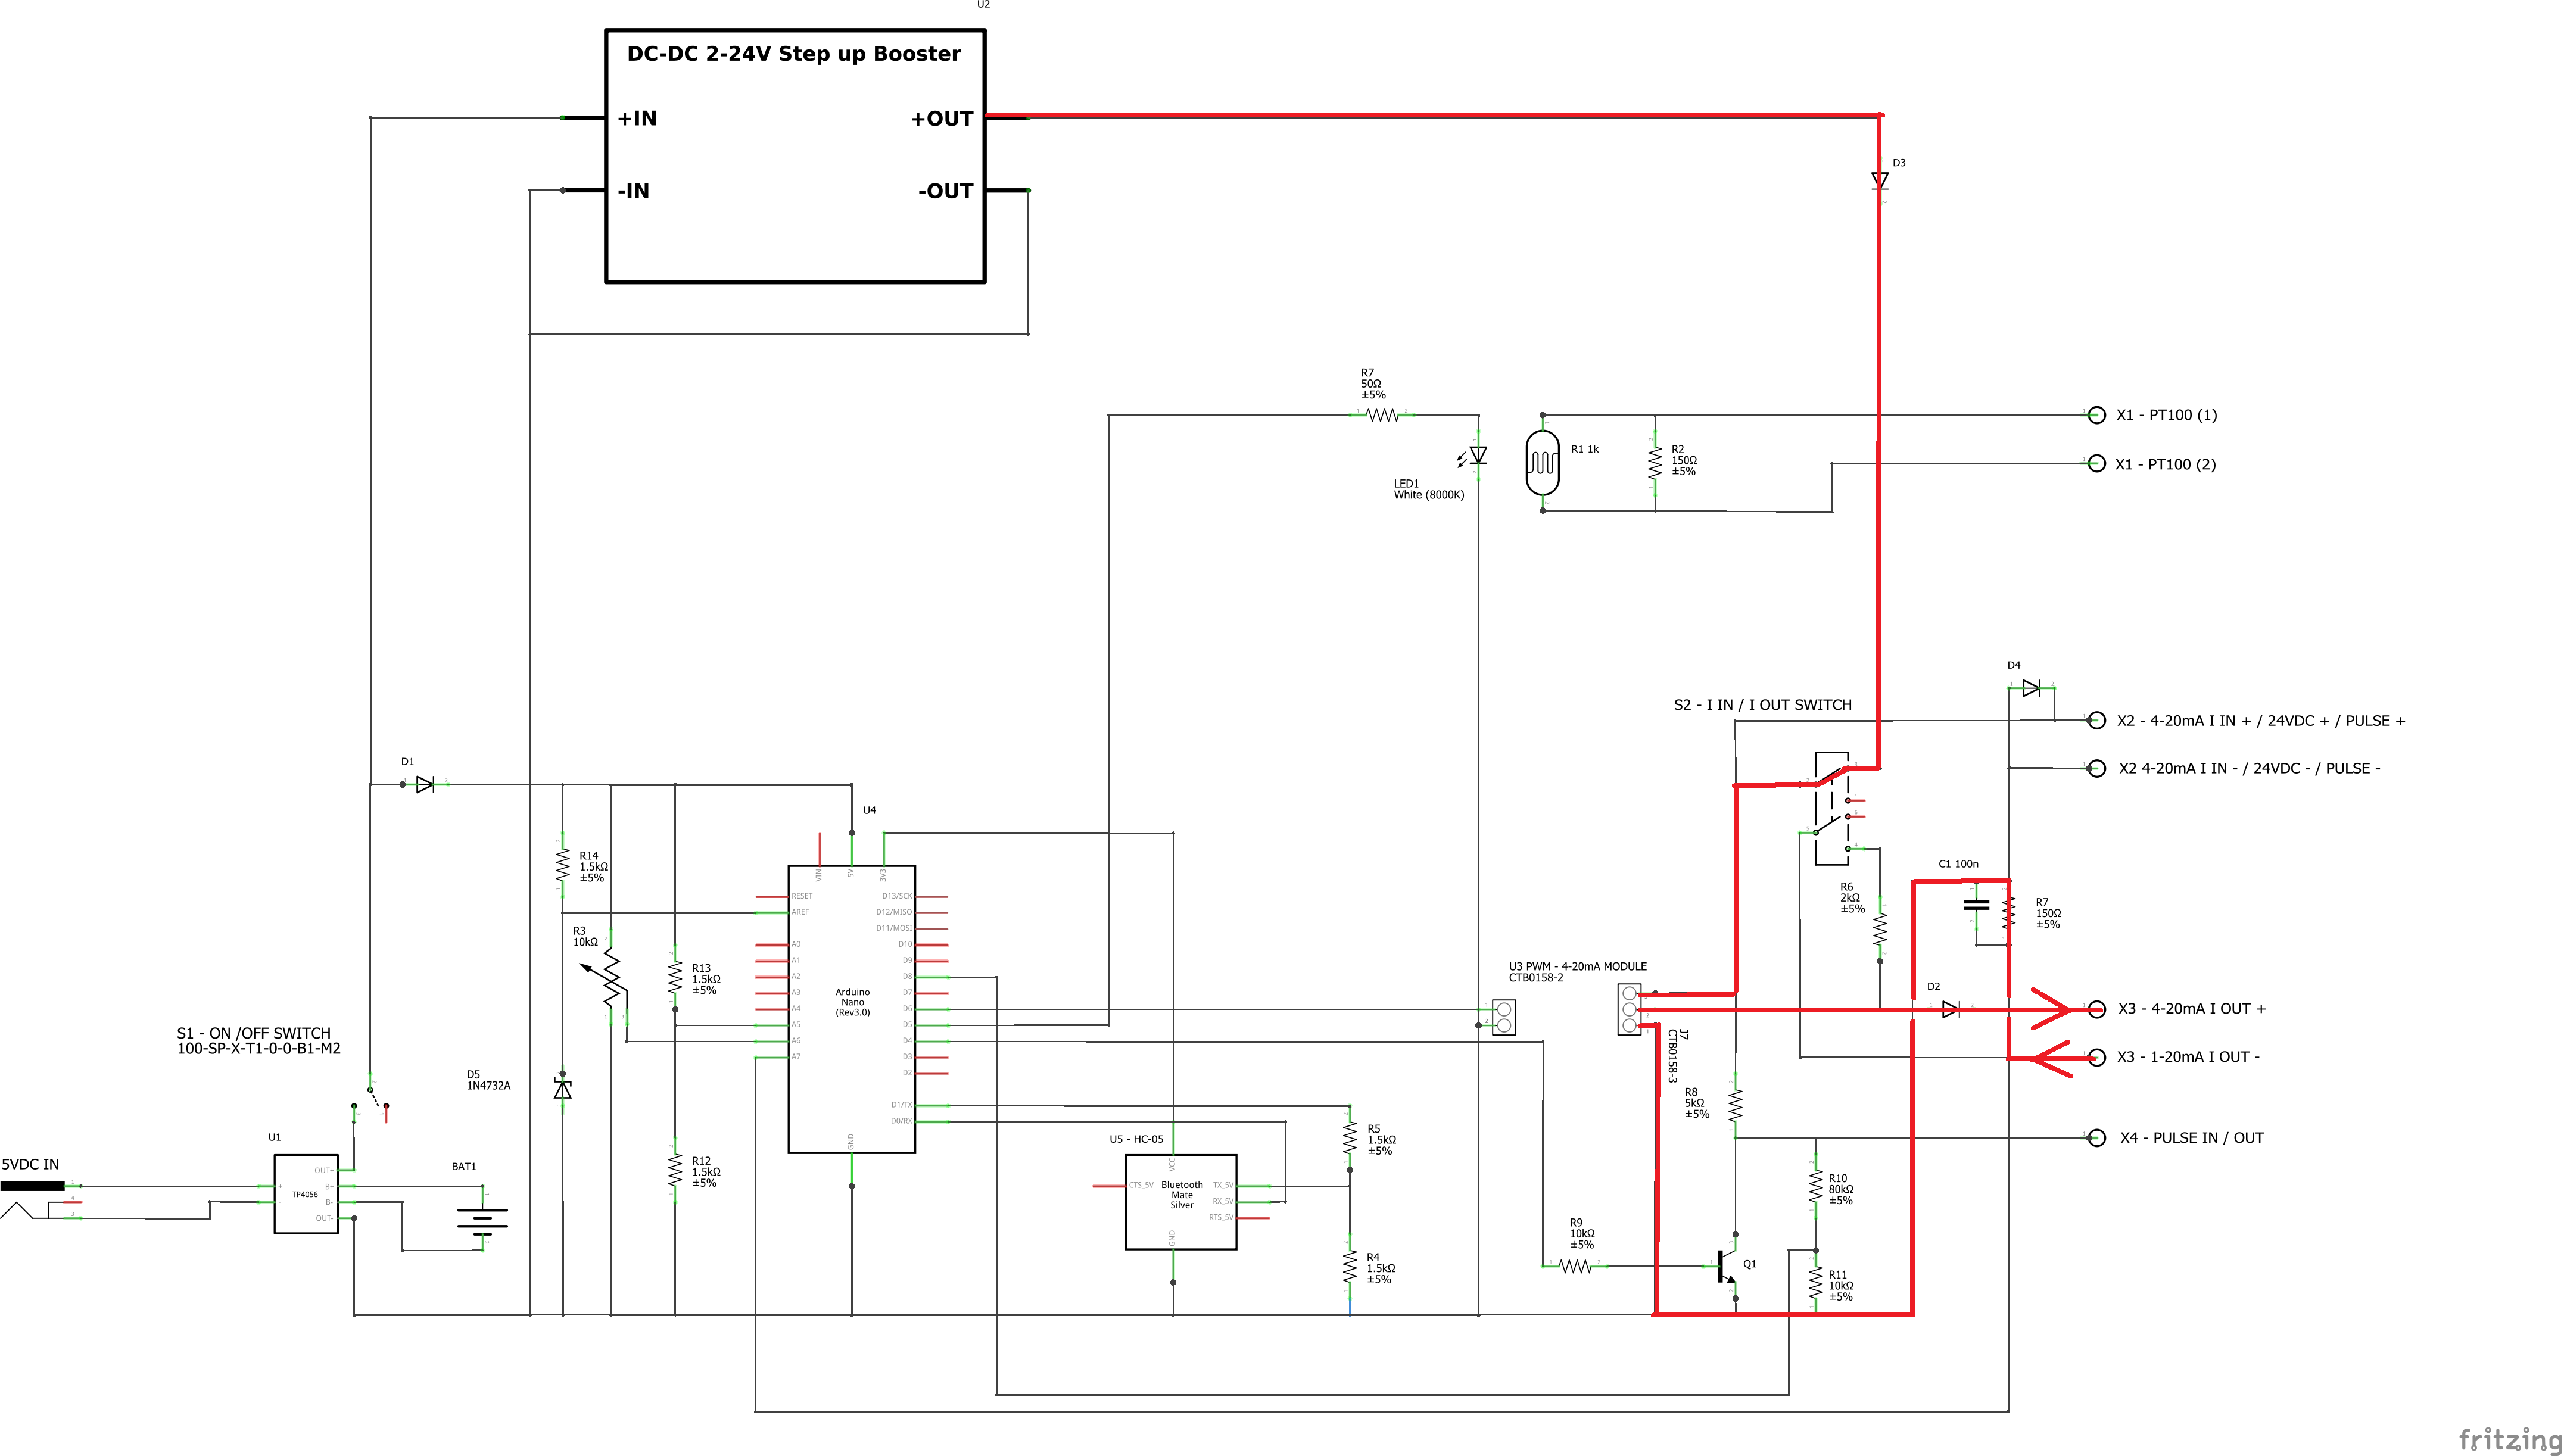 U2
DC-DC 2-24V Step up Booster
+IN
+OUT
-IN
-OUT
D3
R7
50Ω
±5%
X1 - PT100 (1)
R1 1k
R2
150Ω
±5%
X1 - PT100 (2)
LED1
White (8000K)
D4
S2 - I IN / I OUT SWITCH
X2 - 4-20mA I IN + / 24VDC + / PULSE +
X2 4-20mA I IN - / 24VDC - / PULSE -
D1
U4
R14
1.5kΩ
±5%
VIN
5V
3V3
C1 100n
R6
2kΩ
±5%
R7
150Ω
±5%
RESET
AREF
A0
A1
A2
A3
A4
A5
A6
A7
D13/SCK
D12/MISO
D11/MOSI
D10
D9
D8
D7
D6
D5
D4
D3
D2
D1/TX
D0/RX
GND
Arduino
Nano
(Rev3.0)
R3
10kΩ
R13
1.5kΩ
±5%
U3 PWM - 4-20mA MODULE
CTB0158-2
D2
J7
CTB0158-3
X3 - 4-20mA I OUT +
X3 - 1-20mA I OUT -
S1 - ON /OFF SWITCH
100-SP-X-T1-0-0-B1-M2
D5
1N4732A
R8
5kΩ
±5%
X4 - PULSE IN / OUT
U1
5VDC IN
OUT+
B+
B-
OUT-
TP4056
BAT1
R12
1.5kΩ
±5%
U5 - HC-05
VCC
CTS_5V
TX_5V
RX_5V
RTS_5V
GND
Bluetooth
Mate
Silver
R5
1.5kΩ
±5%
R4
1.5kΩ
±5%
R9
10kΩ
±5%
Q1
R10
80kΩ
±5%
R11
10kΩ
±5%
fritzing